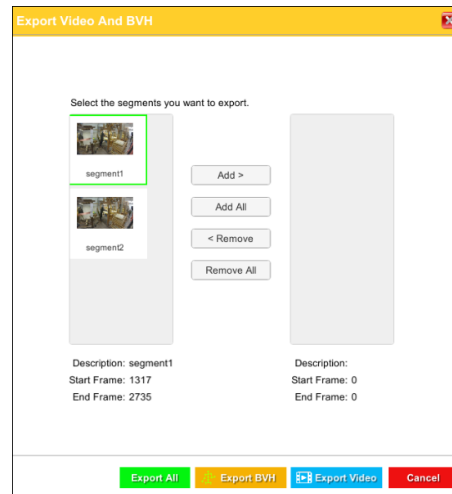 Export Video And BVH
Select the segments you want to export.
segment1
segment2
Add >
Add All
< Remove
Remove All
Description: segment1
Start Frame: 1317
End Frame: 2735
Description:
Start Frame: 0
End Frame: 0
Export All
Export BVH
Export Video
Cancel